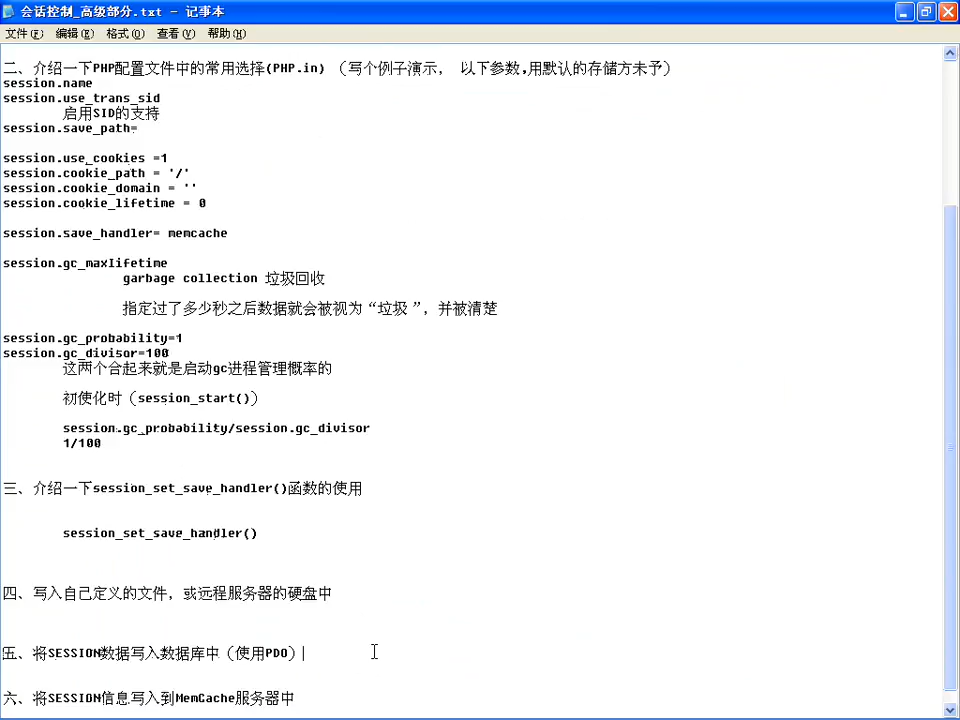 会话控制_高级部分.txt - 记事本
文件(F) 编辑(E) 格式(O) 查看(V) 帮助(H)
二、介绍一下PHP配置文件中的常用选择(PHP.in) (写个例子演示, 以下参数,用默认的存储方未予)
session.name
session.use_trans_sid
启用SID的支持
session.save_path=
session.use_cookies =1
session.cookie_path = '/'
session.cookie_domain = ''
session.cookie_lifetime = 0
session.save_handler= memcache
session.gc_maxlifetime
garbage collection 垃圾回收
指定过了多少秒之后数据就会被视为“垃圾 ”, 并被清楚
session.gc_probability=1
session.gc_divisor=100
这两个合起来就是启动gc进程管理概率的
初使化时 (session_start())
session.gc_probability/session.gc_divisor
1/100
三、介绍一下session_set_save_handler()函数的使用
session_set_save_handler()
四、写入自己定义的文件, 或远程服务器的硬盘中
五、将SESSION数据写入数据库中 (使用PDO)
六、将SESSION信息写入到MemCache服务器中